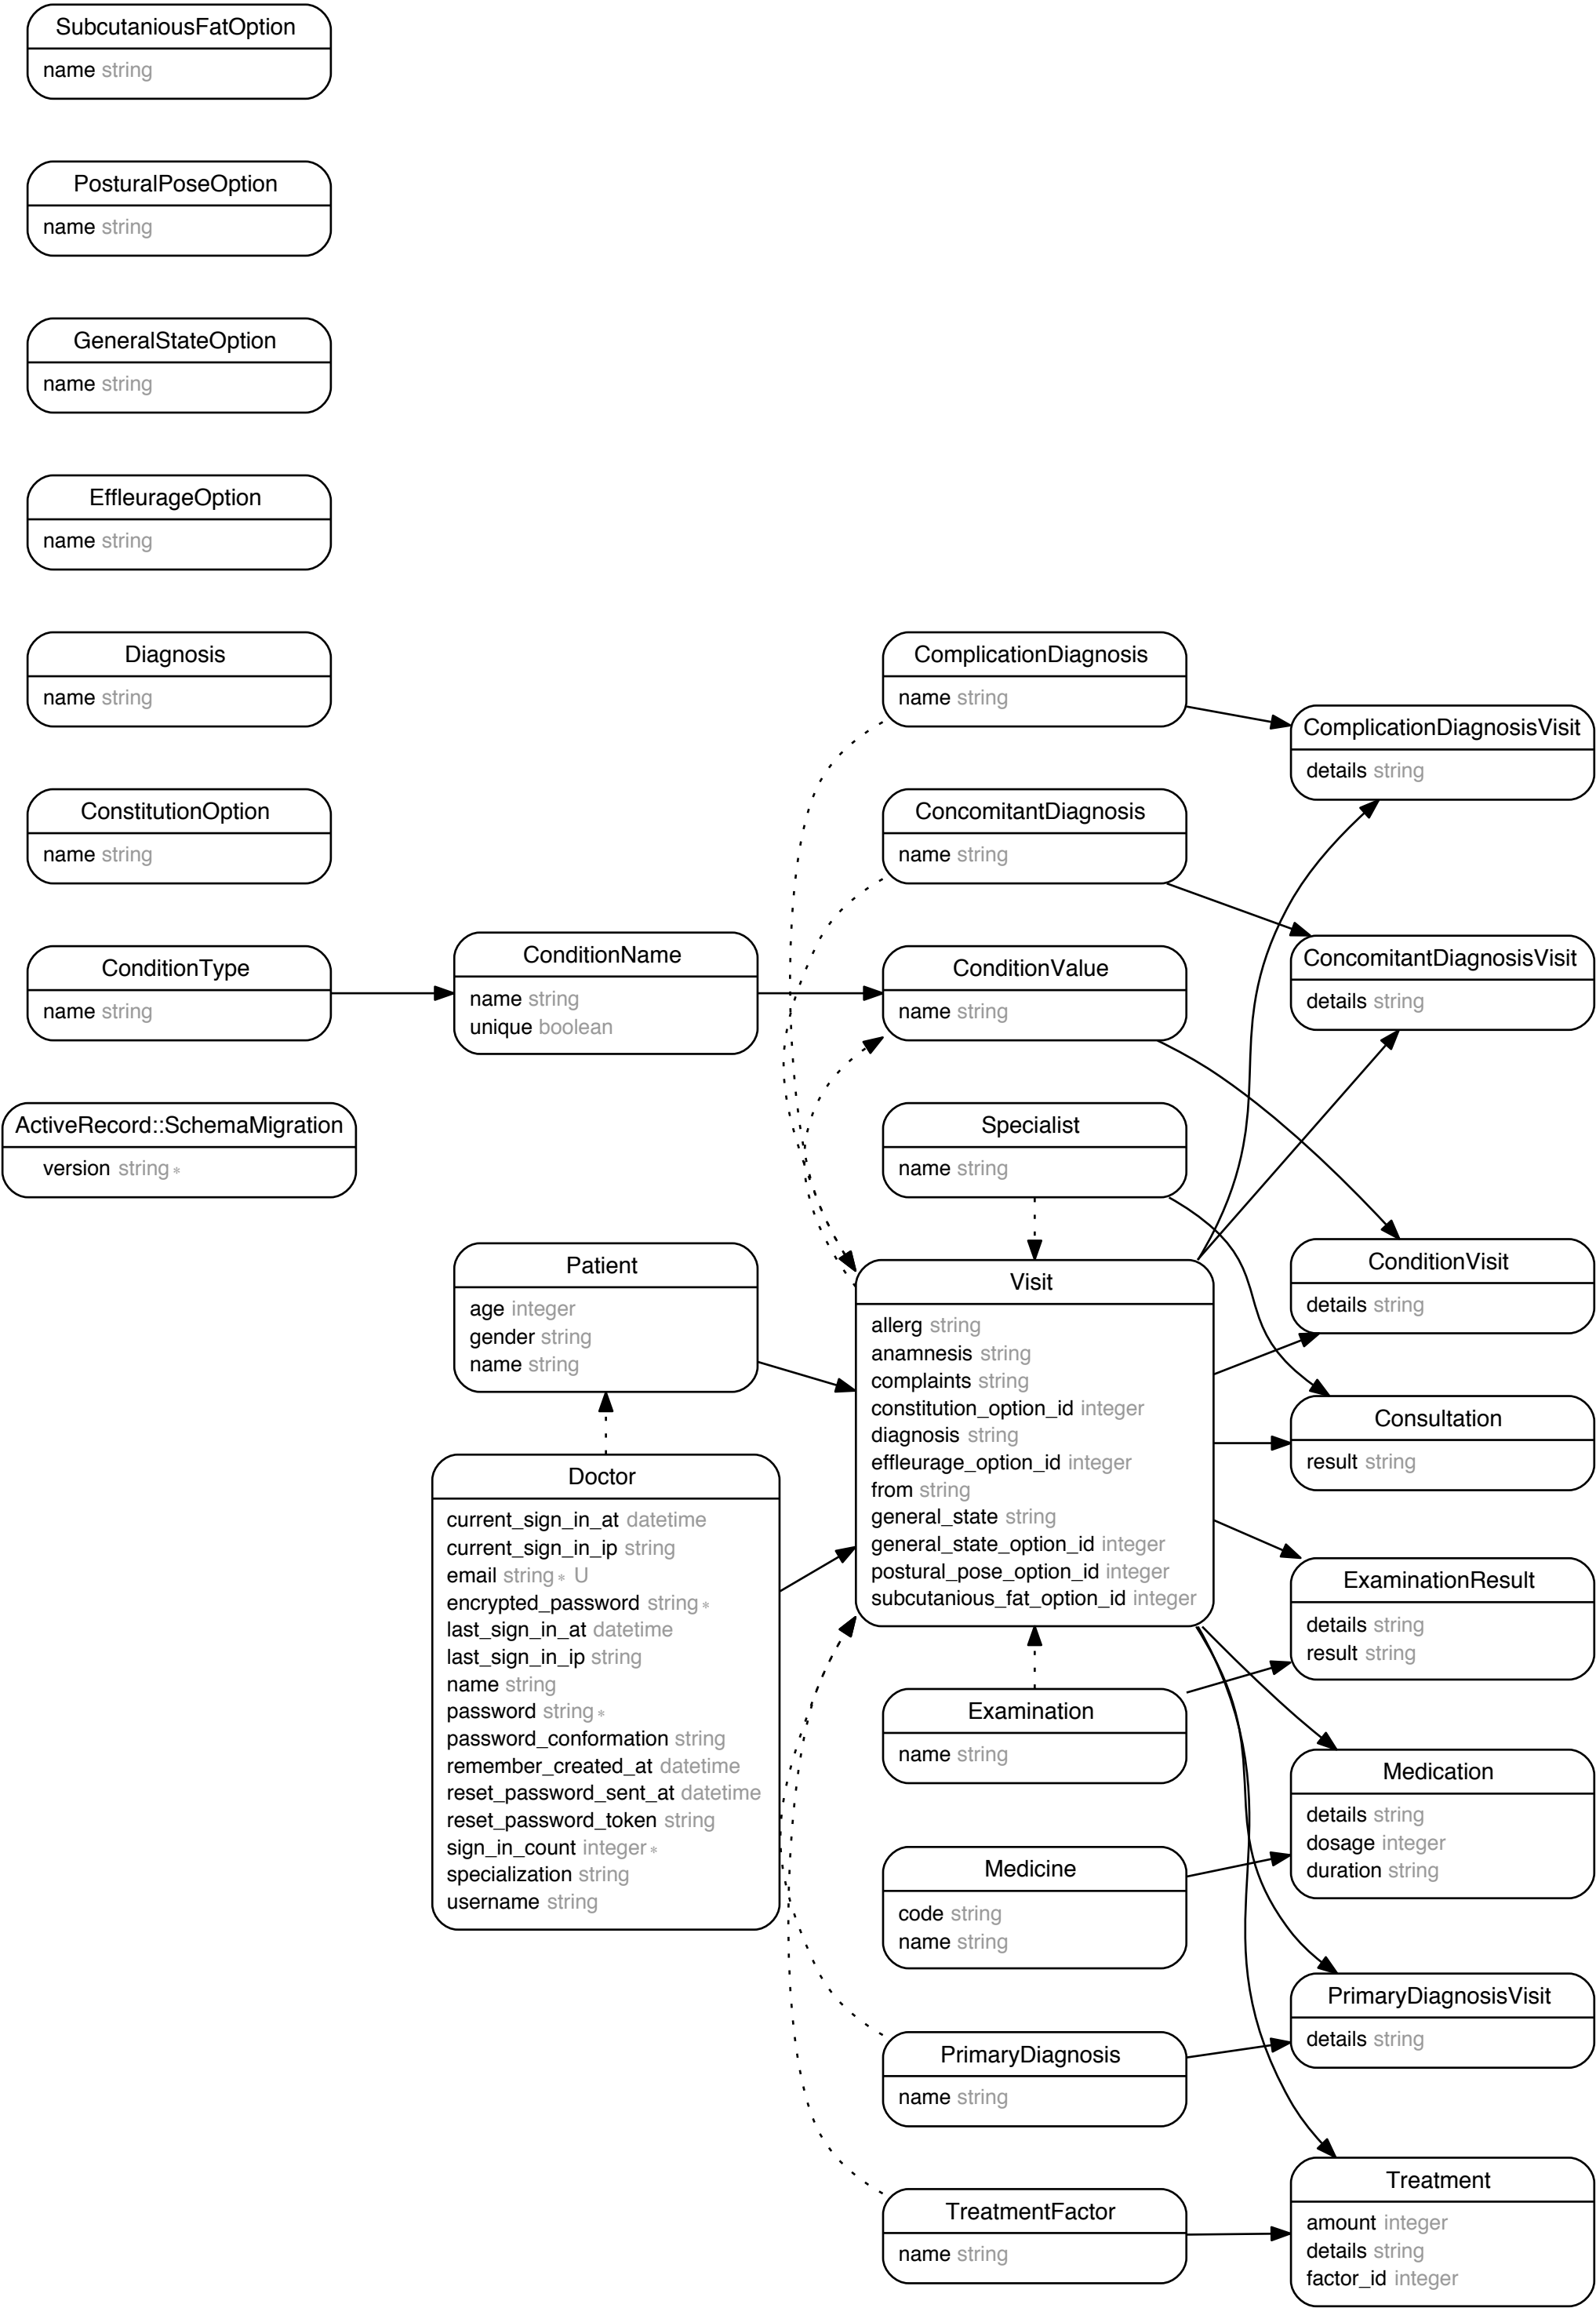 SubcutaniousFatOption
name string
PosturalPoseOption
name string
GeneralStateOption
name string
EffleurageOption
name string
Diagnosis
name string
ConstitutionOption
name string
ConditionType
name string
ActiveRecord::SchemaMigration
version string *
ConditionName
name string
unique boolean
Patient
age integer
gender string
name string
Doctor
current_sign_in_at datetime
current_sign_in_ip string
email string * U
encrypted_password string *
last_sign_in_at datetime
last_sign_in_ip string
name string
password string *
password_conformation string
remember_created_at datetime
reset_password_sent_at datetime
reset_password_token string
sign_in_count integer *
specialization string
username string
ComplicationDiagnosis
name string
ConcomitantDiagnosis
name string
ConditionValue
name string
Specialist
name string
Visit
allerg string
anamnesis string
complaints string
constitution_option_id integer
diagnosis string
effleurage_option_id integer
from string
general_state string
general_state_option_id integer
postural_pose_option_id integer
subcutanious_fat_option_id integer
Examination
name string
Medicine
code string
name string
PrimaryDiagnosis
name string
TreatmentFactor
name string
ComplicationDiagnosisVisit
details string
ConcomitantDiagnosisVisit
details string
ConditionVisit
details string
Consultation
result string
ExaminationResult
details string
result string
Medication
details string
dosage integer
duration string
PrimaryDiagnosisVisit
details string
Treatment
amount integer
details string
factor_id integer